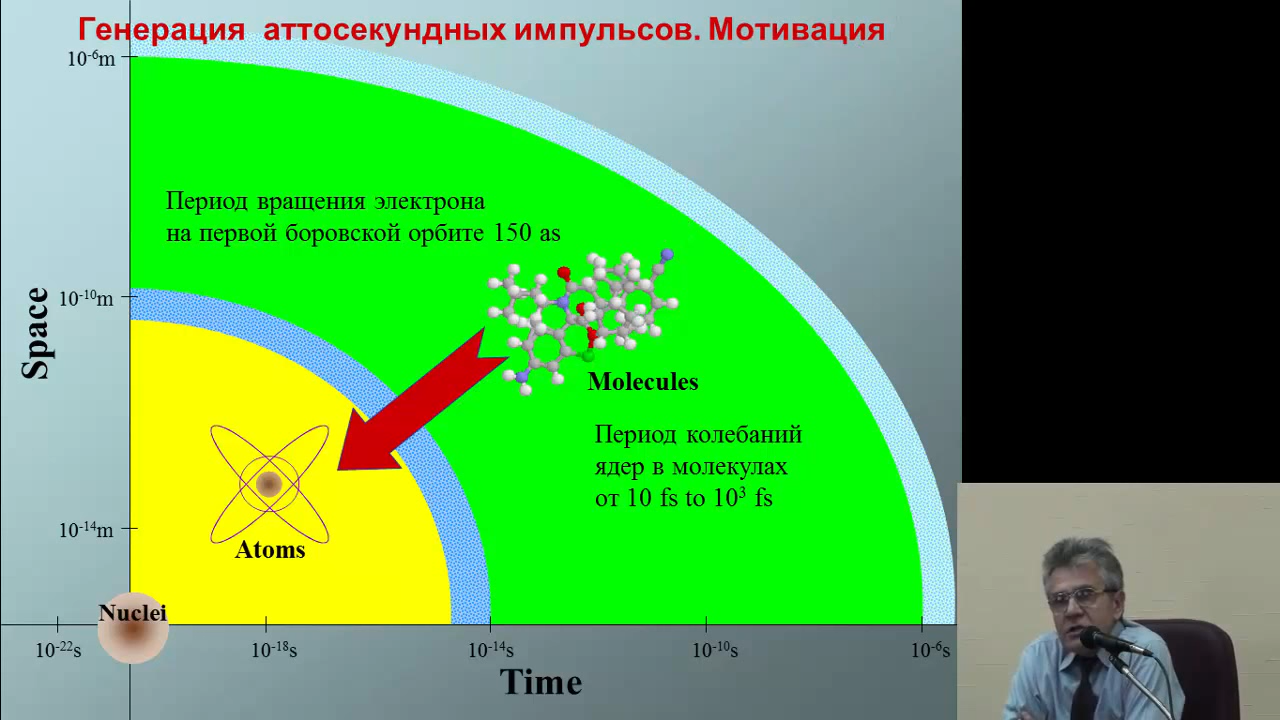 Генерация аттосекундных импульсов. Мотивация
10⁻⁶m
Период вращения электрона
на первой боровской орбите 150 as
10⁻¹⁰m
Space
Molecules
Период колебаний
ядер в молекулах
от 10 fs to 10³ fs
10⁻¹⁴m
Atoms
Nuclei
10⁻²²s
10⁻¹⁸s
10⁻¹⁴s
10⁻¹⁰s
10⁻⁶s
Time